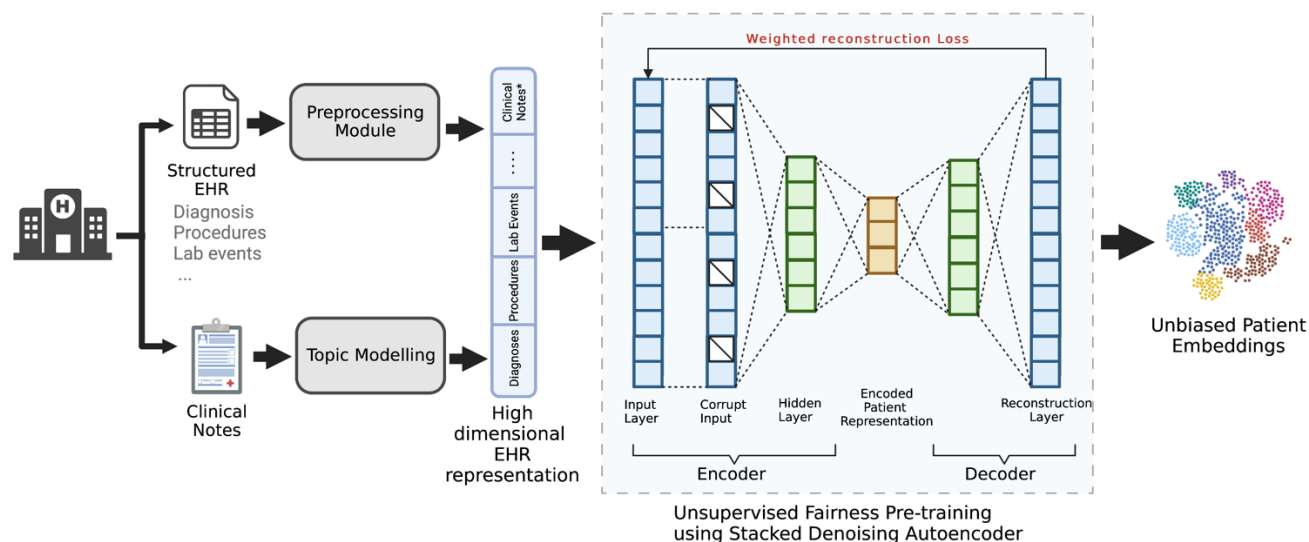 Weighted reconstruction Loss
H
Structured
EHR
Diagnosis
Procedures
Lab events
...
Preprocessing
Module
Clinical
Notes
Topic Modelling
Clinical
Notes*
.....
Lab Events
Procedures
Diagnoses
High
dimensional
EHR
representation
Input
Layer
Corrupt
Input
Hidden
Layer
Encoded
Patient
Representation
Reconstruction
Layer
Encoder
Decoder
Unsupervised Fairness Pre-training
using Stacked Denoising Autoencoder
Unbiased Patient
Embeddings